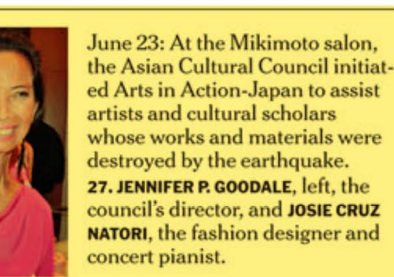 June 23: At the Mikimoto salon,
the Asian Cultural Council initiat-
ed Arts in Action-Japan to assist
artists and cultural scholars
whose works and materials were
destroyed by the earthquake.
27. JENNIFER P. GOODALE, left, the
council's director, and JOSIE CRUZ
NATORI, the fashion designer and
concert pianist.